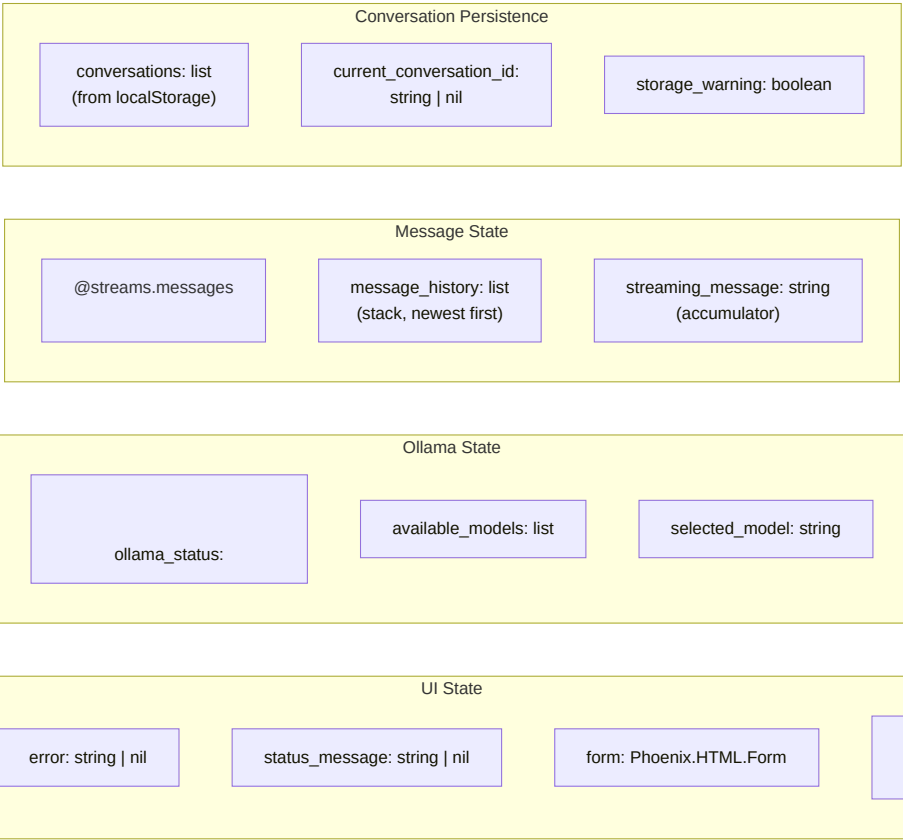 Conversation Persistence
conversations: list
(from localStorage)
current_conversation_id:
string | nil
storage_warning: boolean
Message State
@streams.messages
message_history: list
(stack, newest first)
streaming_message: string
(accumulator)
Ollama State
ollama_status:
available_models: list
selected_model: string
UI State
error: string | nil
status_message: string | nil
form: Phoenix.HTML.Form